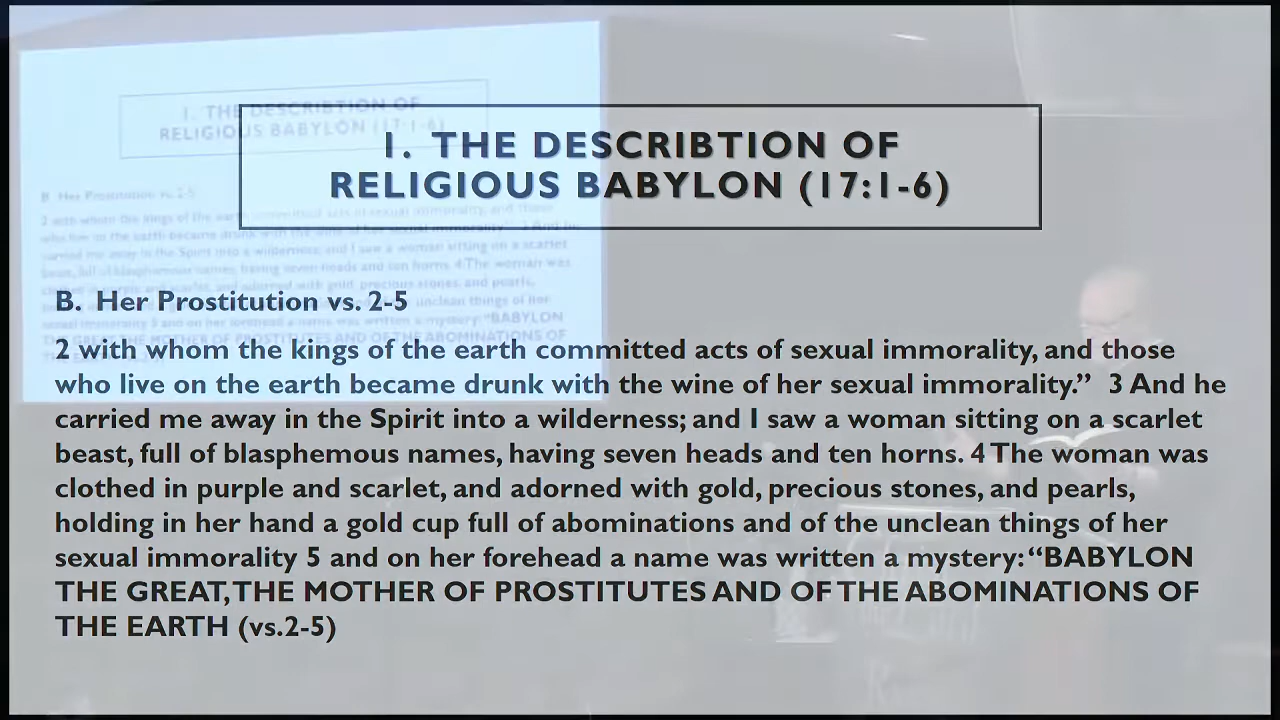 1. THE DESCRIBTION OF
RELIGIOUS BABYLON (17:1-6)
B. Her Prostitution vs. 2-5
2 with whom the kings of the earth committed acts of sexual immorality, and those
who live on the earth became drunk with the wine of her sexual immorality.” 3 And he
carried me away in the Spirit into a wilderness; and I saw a woman sitting on a scarlet
beast, full of blasphemous names, having seven heads and ten horns. 4 The woman was
clothed in purple and scarlet, and adorned with gold, precious stones, and pearls,
holding in her hand a gold cup full of abominations and of the unclean things of her
sexual immorality 5 and on her forehead a name was written a mystery: “BABYLON
THE GREAT, THE MOTHER OF PROSTITUTES AND OF THE ABOMINATIONS OF
THE EARTH (vs.2-5)